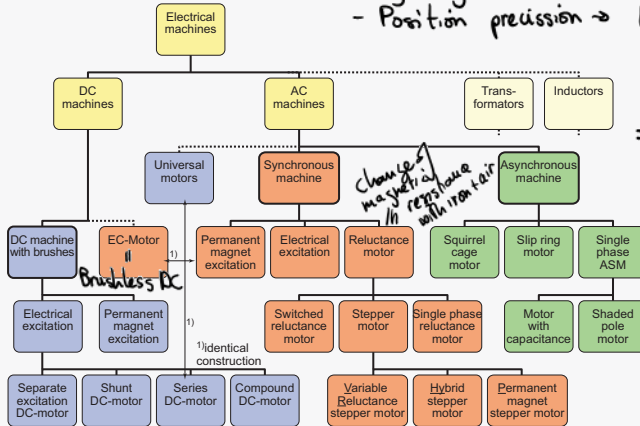 - Position precission →
Electrical
machines
DC
machines
AC
machines
Trans-
formators
Inductors
Universal
motors
Synchronous
machine
change of
magnetic
resistance
with iron + air
Asynchronous
machine
DC machine
with brushes
EC-Motor
Brushless DC
1)
Permanent
magnet
excitation
Electrical
excitation
Reluctance
motor
Squirrel
cage
motor
Slip ring
motor
Single
phase
ASM
Electrical
excitation
Permanent
magnet
excitation
1)
1)identical
construction
Switched
reluctance
motor
Stepper
motor
Single phase
reluctance
motor
Motor
with
capacitance
Shaded
pole
motor
Separate
excitation
DC-motor
Shunt
DC-motor
Series
DC-motor
Compound
DC-motor
Variable
Reluctance
stepper motor
Hybrid
stepper
motor
Permanent
magnet
stepper motor